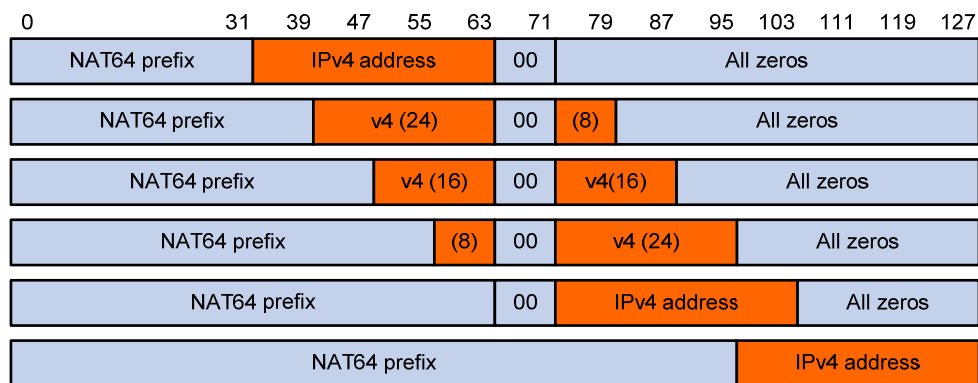 0 31 39 47 55 63 71 79 87 95 103 111 119 127
NAT64 prefix IPv4 address 00 All zeros
NAT64 prefix v4 (24) 00 (8) All zeros
NAT64 prefix v4 (16) 00 v4(16) All zeros
NAT64 prefix (8) 00 v4 (24) All zeros
NAT64 prefix 00 IPv4 address All zeros
NAT64 prefix IPv4 address